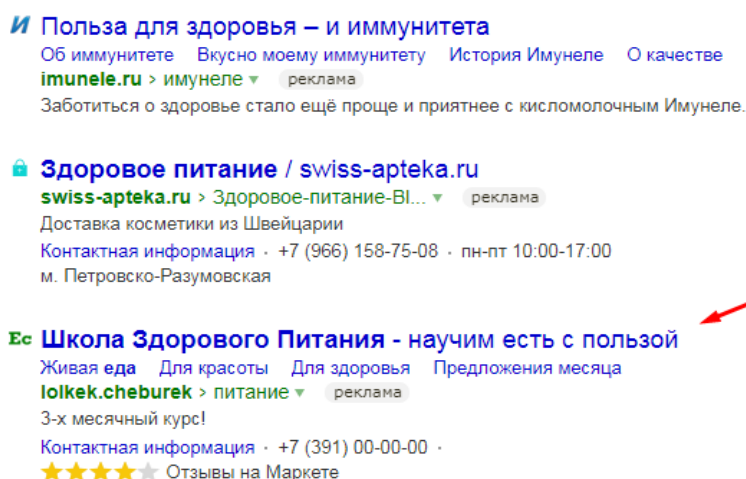 И Польза для здоровья – и иммунитета
Об иммунитете Вкусно моему иммунитету История Имунеле О качестве
imunele.ru › имунеле ▾ реклама
Заботиться о здоровье стало ещё проще и приятнее с кисломолочным Имунеле.
Здоровое питание / swiss-apteka.ru
swiss-apteka.ru › Здоровое-питание-Bl... ▾ реклама
Доставка косметики из Швейцарии
Контактная информация · +7 (966) 158-75-08 · пн-пт 10:00-17:00
м. Петровско-Разумовская
Ес Школа Здорового Питания - научим есть с пользой
Живая еда Для красоты Для здоровья Предложения месяца
lolkek.cheburek › питание ▾ реклама
3-х месячный курс!
Контактная информация · +7 (391) 00-00-00 ·
Отзывы на Маркете